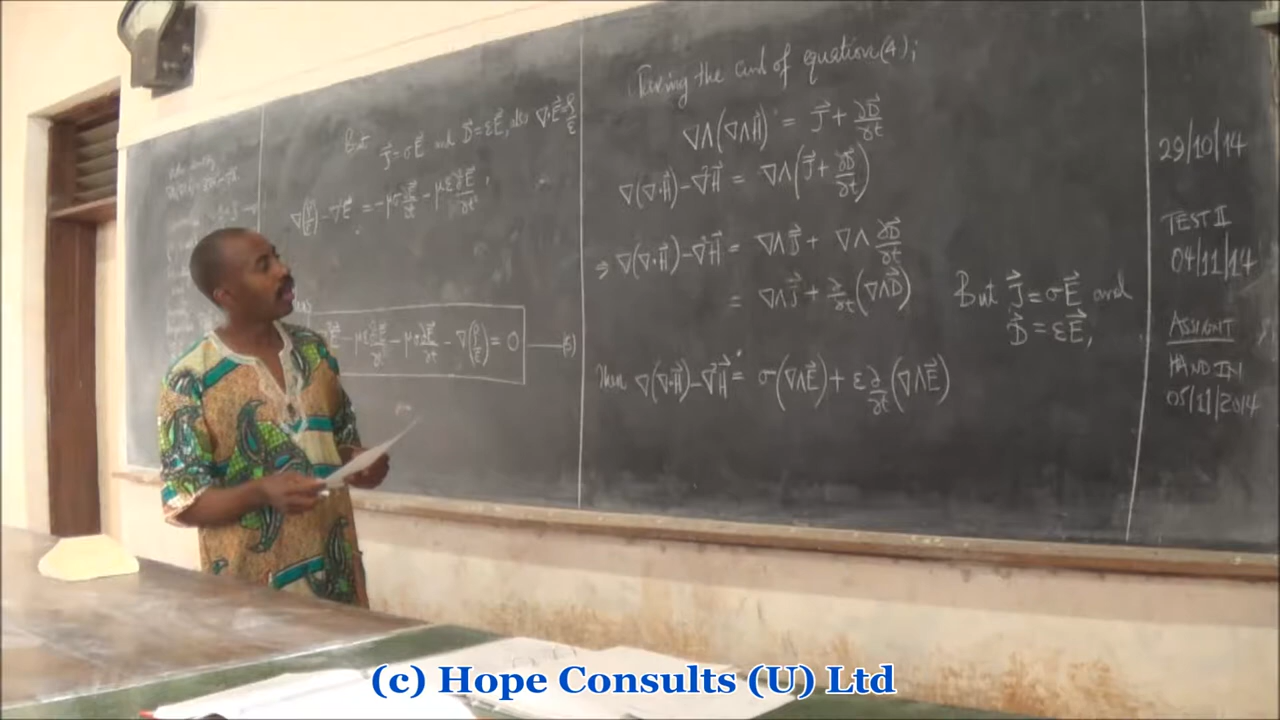 But J⃗=σE⃗ and D⃗=εE⃗, also ∇·E⃗=ρ/ε
∇(ρ/ε) - ∇²E⃗ = -μσ ∂E⃗/∂t - με ∂²E⃗/∂t²
- με ∂²E⃗/∂t² - μσ ∂E⃗/∂t - ∇(ρ/ε) = 0 —(5)
Taking the curl of equation (4);
∇∧(∇∧H⃗) = J⃗ + ∂D⃗/∂t
∇(∇·H⃗)-∇²H⃗ = ∇∧(J⃗ + ∂D⃗/∂t)
⇒ ∇(∇·H⃗)-∇²H⃗ = ∇∧J⃗ + ∇∧ ∂D⃗/∂t
= ∇∧J⃗ + ∂/∂t(∇∧D⃗)
But J⃗ = σE⃗ and
D⃗ = εE⃗,
Then ∇(∇·H⃗)-∇²H⃗ = σ(∇∧E⃗) + ε ∂/∂t(∇∧E⃗)
29/10/14
TEST II
04/11/14
ASSIGNT
HAND IN
05/11/2014
(c) Hope Consults (U) Ltd